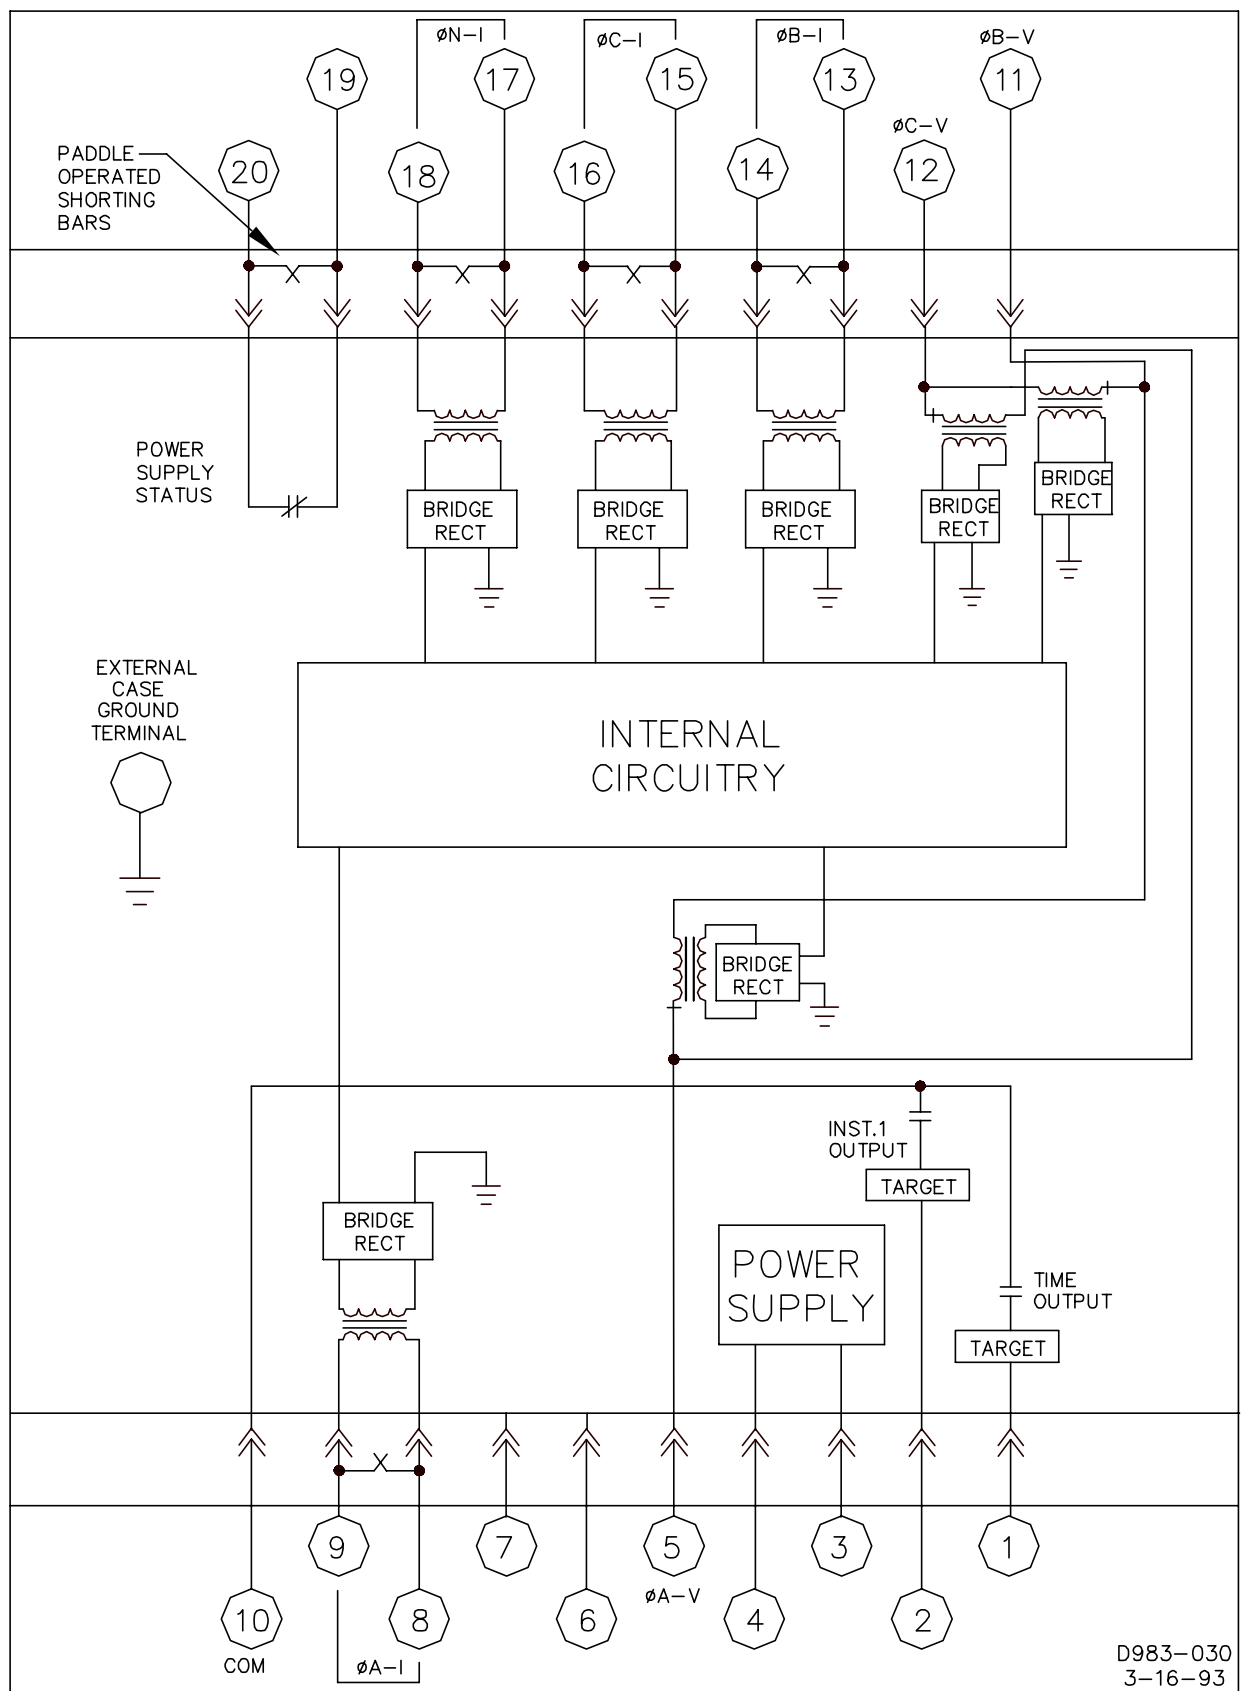 øN-I
øC-I
øB-I
øB-V
19
17
15
13
11
øC-V
PADDLE
OPERATED
SHORTING
BARS
20
18
16
14
12
POWER
SUPPLY
STATUS
BRIDGE
RECT
BRIDGE
RECT
BRIDGE
RECT
BRIDGE
RECT
BRIDGE
RECT
EXTERNAL
CASE
GROUND
TERMINAL
INTERNAL
CIRCUITRY
BRIDGE
RECT
INST.1
OUTPUT
TARGET
BRIDGE
RECT
POWER
SUPPLY
TIME
OUTPUT
TARGET
9
7
5
3
1
øA-V
10
8
6
4
2
COM
øA-I
D983-030
3-16-93